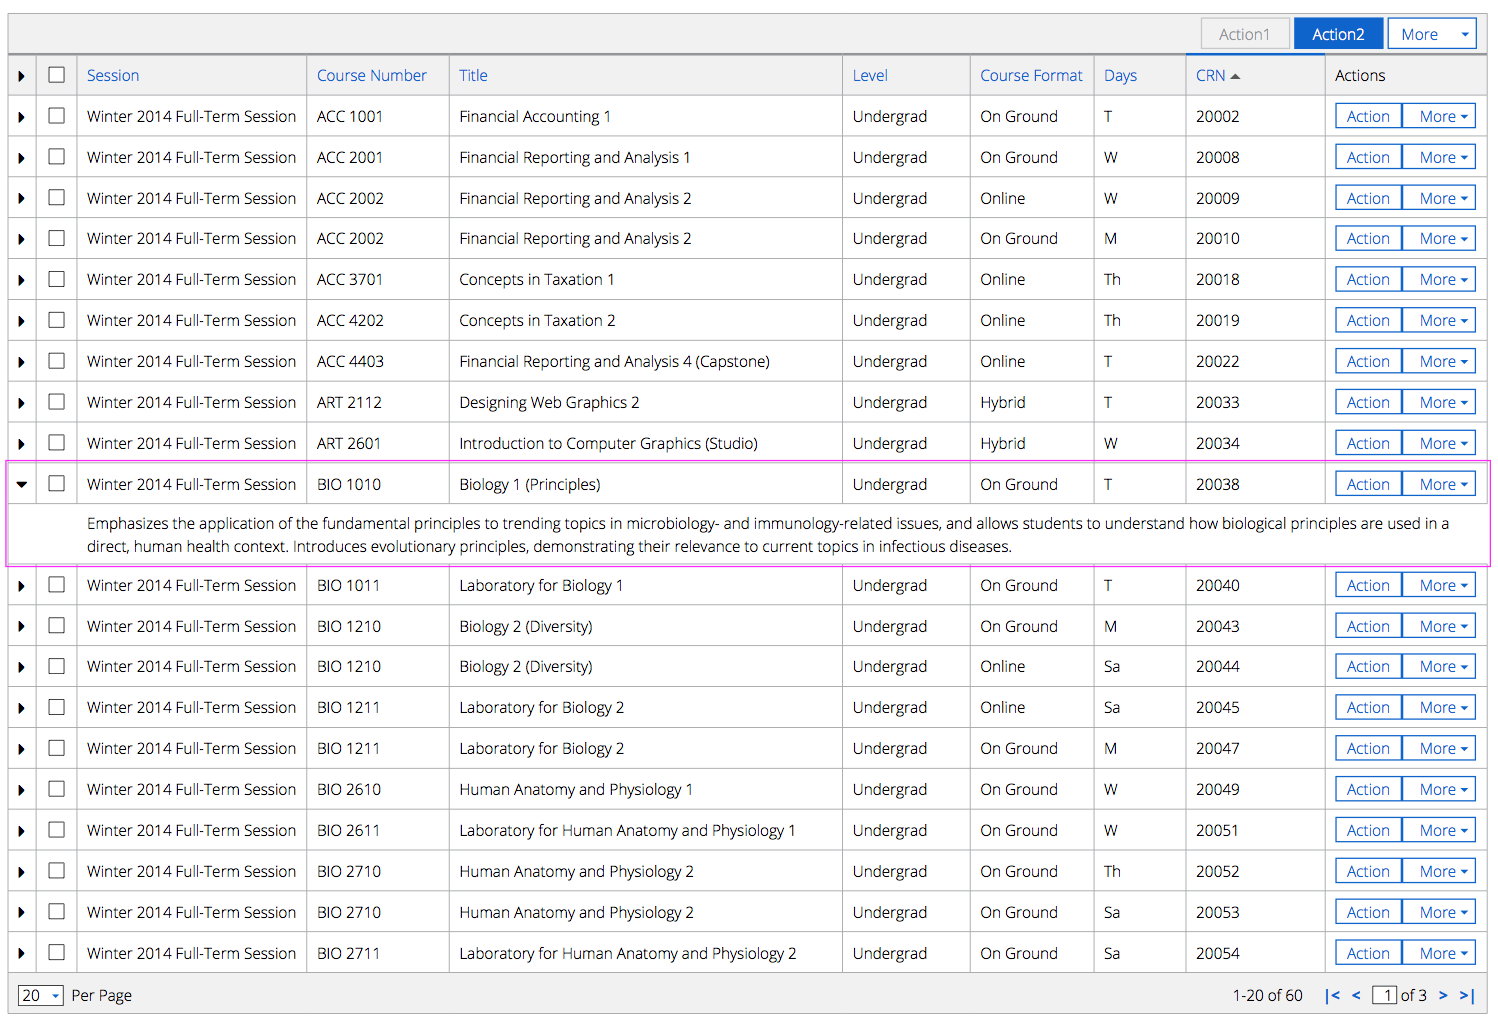 Action1 Action2 More
Session Course Number Title Level Course Format Days CRN Actions
Winter 2014 Full-Term Session ACC 1001 Financial Accounting 1 Undergrad On Ground T 20002 Action More
Winter 2014 Full-Term Session ACC 2001 Financial Reporting and Analysis 1 Undergrad On Ground W 20008 Action More
Winter 2014 Full-Term Session ACC 2002 Financial Reporting and Analysis 2 Undergrad Online W 20009 Action More
Winter 2014 Full-Term Session ACC 2002 Financial Reporting and Analysis 2 Undergrad On Ground M 20010 Action More
Winter 2014 Full-Term Session ACC 3701 Concepts in Taxation 1 Undergrad Online Th 20018 Action More
Winter 2014 Full-Term Session ACC 4202 Concepts in Taxation 2 Undergrad Online Th 20019 Action More
Winter 2014 Full-Term Session ACC 4403 Financial Reporting and Analysis 4 (Capstone) Undergrad Online T 20022 Action More
Winter 2014 Full-Term Session ART 2112 Designing Web Graphics 2 Undergrad Hybrid T 20033 Action More
Winter 2014 Full-Term Session ART 2601 Introduction to Computer Graphics (Studio) Undergrad Hybrid W 20034 Action More
Winter 2014 Full-Term Session BIO 1010 Biology 1 (Principles) Undergrad On Ground T 20038 Action More
Emphasizes the application of the fundamental principles to trending topics in microbiology- and immunology-related issues, and allows students to understand how biological principles are used in a
direct, human health context. Introduces evolutionary principles, demonstrating their relevance to current topics in infectious diseases.
Winter 2014 Full-Term Session BIO 1011 Laboratory for Biology 1 Undergrad On Ground T 20040 Action More
Winter 2014 Full-Term Session BIO 1210 Biology 2 (Diversity) Undergrad On Ground M 20043 Action More
Winter 2014 Full-Term Session BIO 1210 Biology 2 (Diversity) Undergrad Online Sa 20044 Action More
Winter 2014 Full-Term Session BIO 1211 Laboratory for Biology 2 Undergrad Online Sa 20045 Action More
Winter 2014 Full-Term Session BIO 1211 Laboratory for Biology 2 Undergrad On Ground M 20047 Action More
Winter 2014 Full-Term Session BIO 2610 Human Anatomy and Physiology 1 Undergrad On Ground W 20049 Action More
Winter 2014 Full-Term Session BIO 2611 Laboratory for Human Anatomy and Physiology 1 Undergrad On Ground W 20051 Action More
Winter 2014 Full-Term Session BIO 2710 Human Anatomy and Physiology 2 Undergrad On Ground Th 20052 Action More
Winter 2014 Full-Term Session BIO 2710 Human Anatomy and Physiology 2 Undergrad On Ground Sa 20053 Action More
Winter 2014 Full-Term Session BIO 2711 Laboratory for Human Anatomy and Physiology 2 Undergrad On Ground Sa 20054 Action More
20 Per Page 1-20 of 60 |< < 1 of 3 > >|